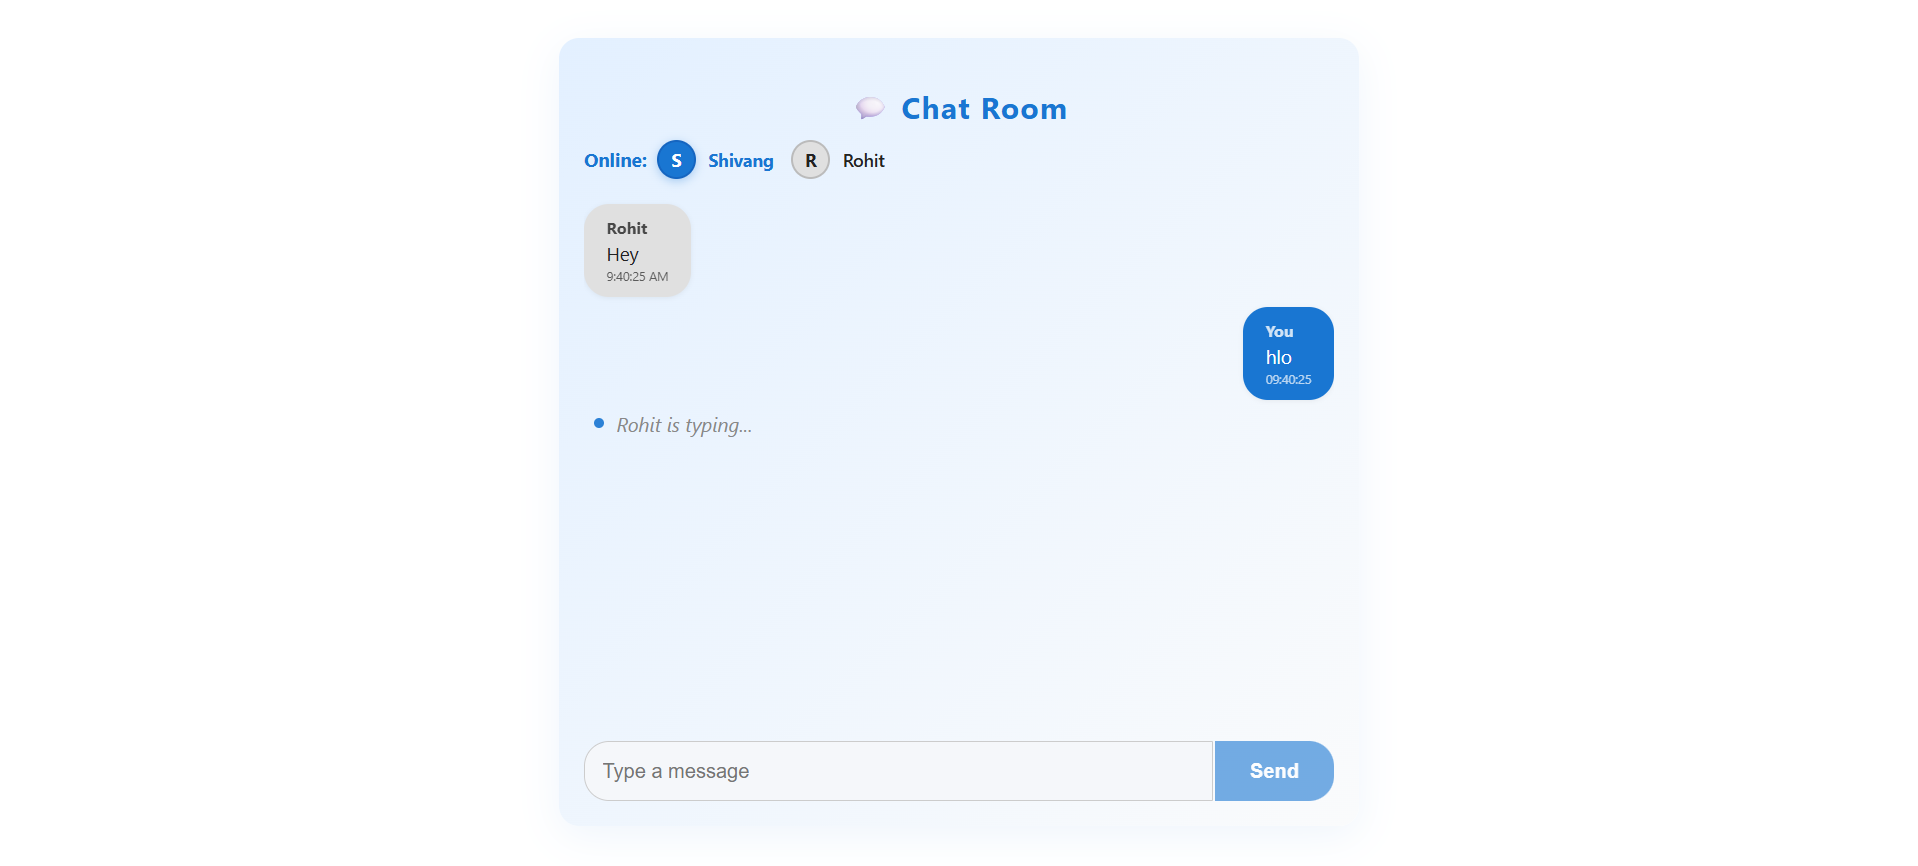 Chat Room
Online: S Shivang R Rohit
Rohit
Hey
9:40:25 AM
You
hlo
09:40:25
Rohit is typing...
Type a message Send